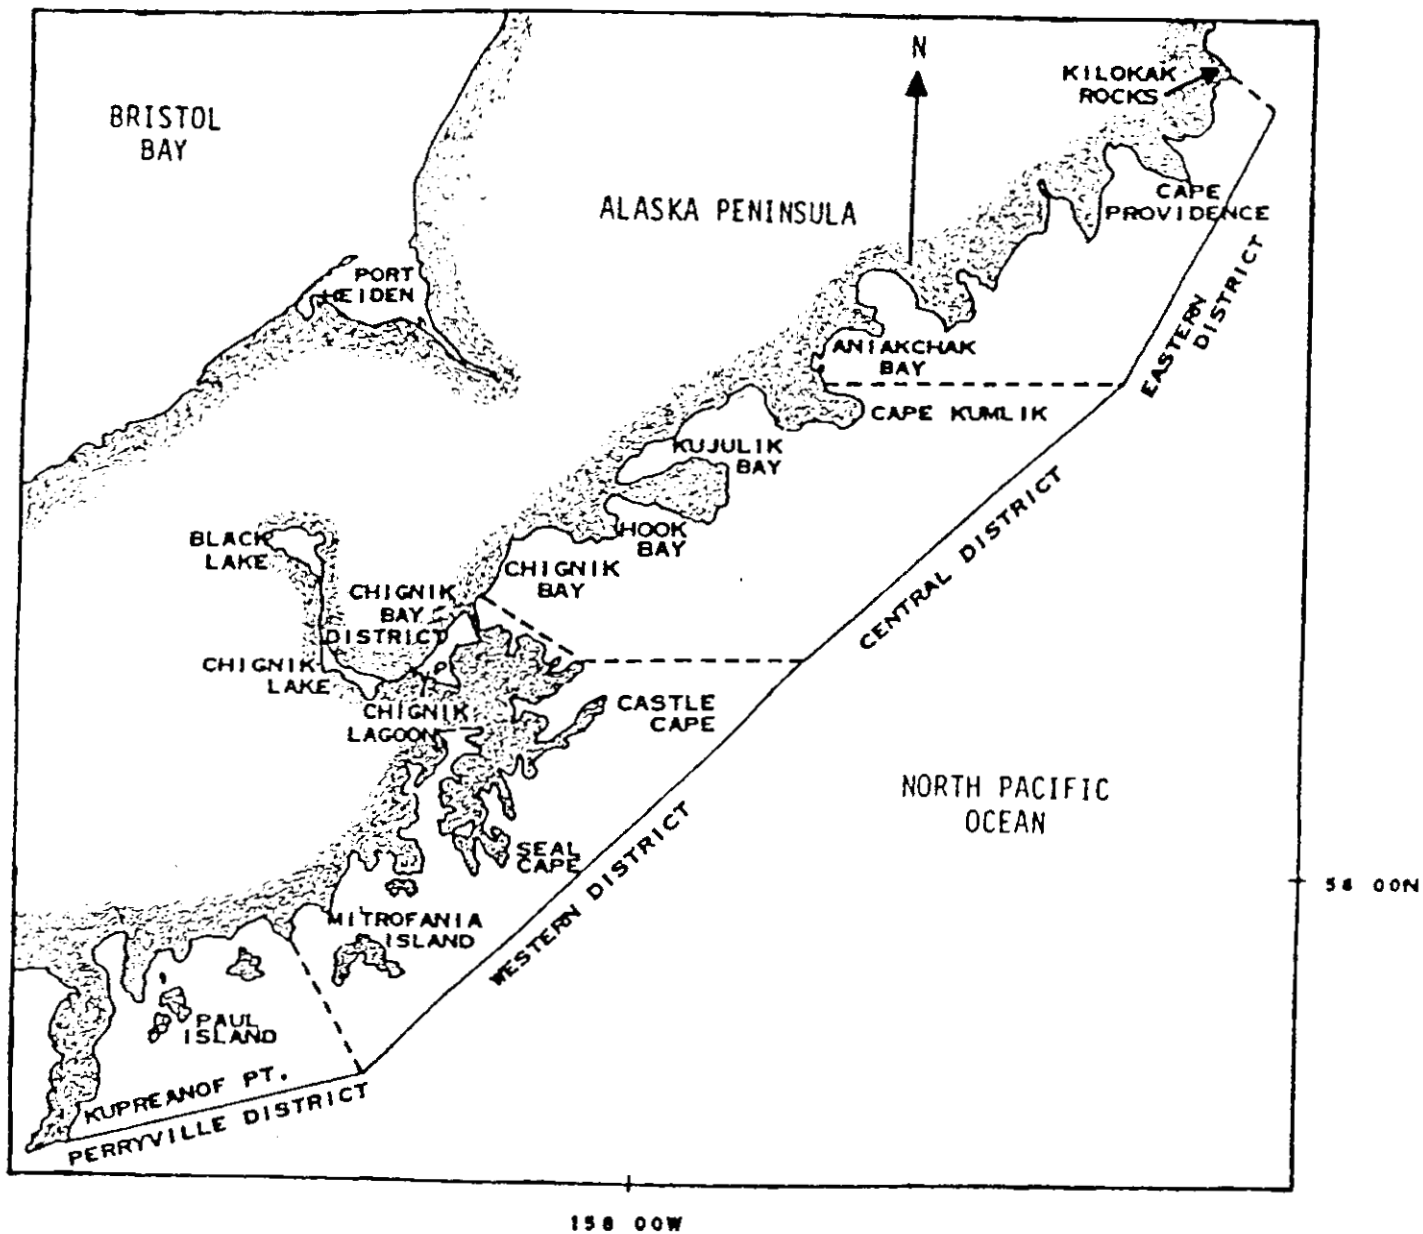 N
KILOKAK
ROCKS
BRISTOL
BAY
CAPE
PROVIDENCE
ALASKA PENINSULA
PORT
HEIDEN
EASTERN
DISTRICT
ANIAKCHAK
BAY
CAPE KUMLIK
KUJULIK
BAY
HOOK
BAY
BLACK
LAKE
CHIGNIK
BAY
CHIGNIK
BAY
DISTRICT
CENTRAL DISTRICT
CHIGNIK
LAKE
CHIGNIK
LAGOON
CASTLE
CAPE
NORTH PACIFIC
OCEAN
SEAL
CAPE
WESTERN DISTRICT
58 00N
MITROFANIA
ISLAND
PAUL
ISLAND
KUPREANOF PT.
PERRYVILLE DISTRICT
158 00W